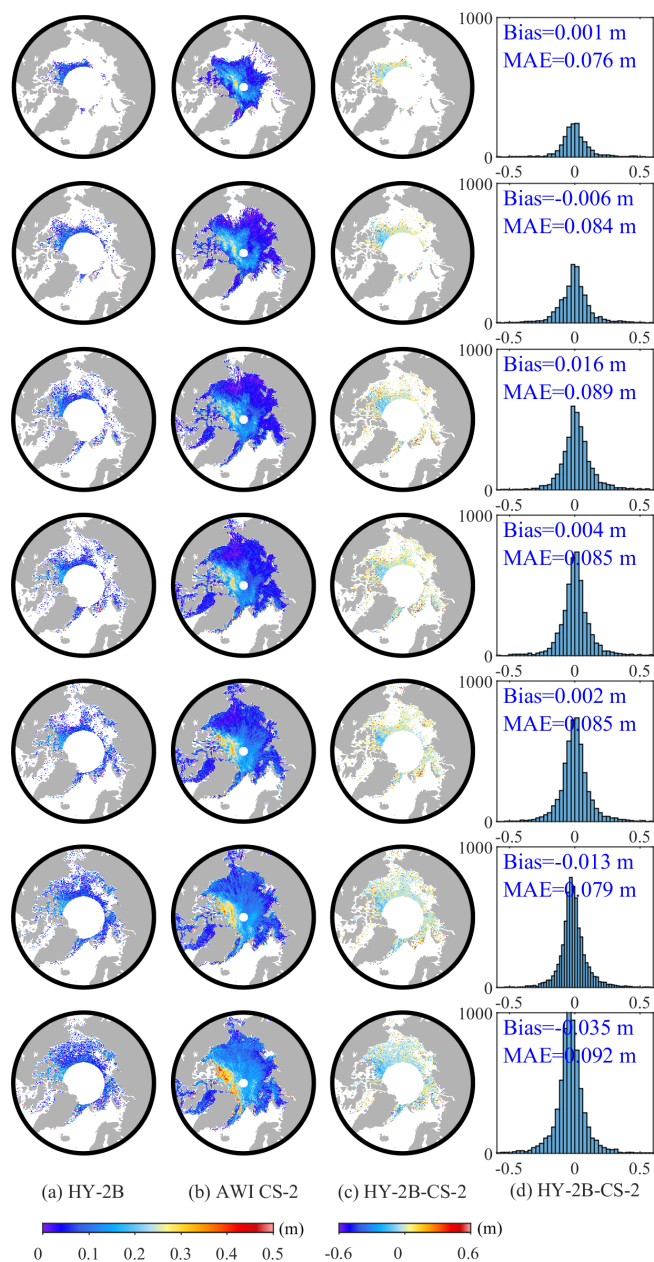 1000
Bias=0.001 m
MAE=0.076 m
0
-0.5 0 0.5
1000
Bias=-0.006 m
MAE=0.084 m
0
-0.5 0 0.5
1000
Bias=0.016 m
MAE=0.089 m
0
-0.5 0 0.5
1000
Bias=0.004 m
MAE=0.085 m
0
-0.5 0 0.5
1000
Bias=0.002 m
MAE=0.085 m
0
-0.5 0 0.5
1000
Bias=-0.013 m
MAE=0.079 m
0
-0.5 0 0.5
1000
Bias=-0.035 m
MAE=0.092 m
0
-0.5 0 0.5
(a) HY-2B (b) AWI CS-2 (c) HY-2B-CS-2 (d) HY-2B-CS-2
(m) (m)
0 0.1 0.2 0.3 0.4 0.5 -0.6 0 0.6